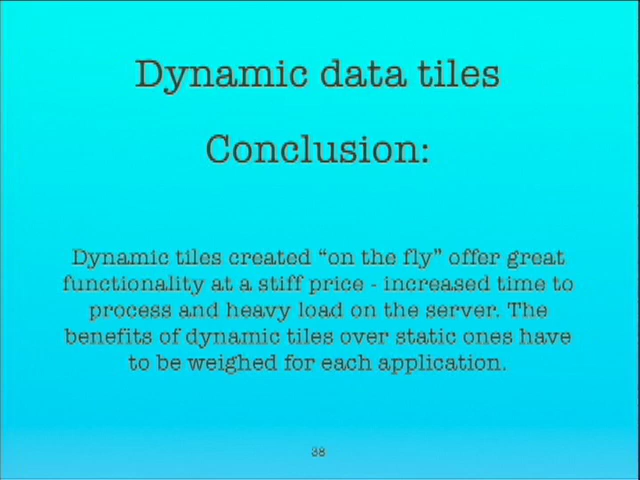 Dynamic data tiles
Conclusion:
Dynamic tiles created “on the fly” offer great
functionality at a stiff price - increased time to
process and heavy load on the server. The
benefits of dynamic tiles over static ones have
to be weighed for each application.
38